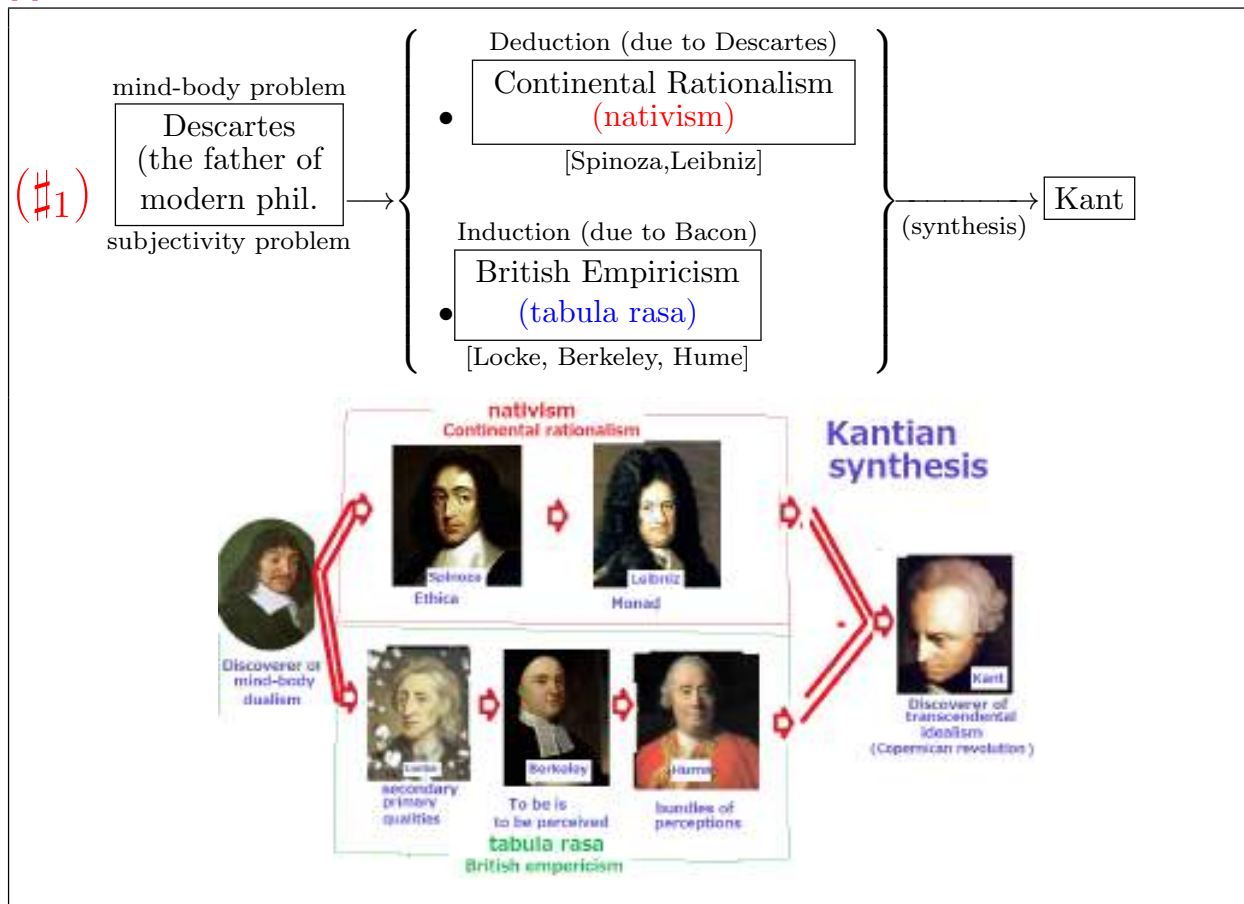 Deduction (due to Descartes)
mind-body problem
Continental Rationalism
(nativism)
[Spinoza,Leibniz]
Descartes
(the father of
modern phil.
subjectivity problem
(♯1)
Induction (due to Bacon)
British Empiricism
(tabula rasa)
[Locke, Berkeley, Hume]
(synthesis)
Kant
nativism
Continental rationalism
Kantian
synthesis
Spinoza
Ethica
Leibniz
Monad
Discoverer of
mind-body
dualism
Locke
secondary
primary
qualities
Berkeley
To be is
to be perceived
Hume
bundles of
perceptions
tabula rasa
British empericism
Kant
Discoverer of
transcendental
idealism
(Copernican revolution)